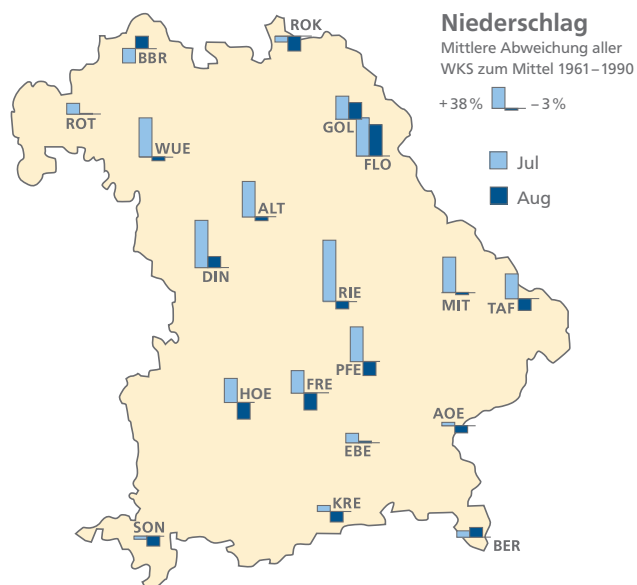 Niederschlag
Mittlere Abweichung aller
WKS zum Mittel 1961–1990
+38 % –3 %
Jul
Aug
ROK
BBR
ROT
GOL
WUE
FLO
ALT
DIN
RIE
MIT
TAF
PFE
HOE
FRE
AOE
EBE
KRE
SON
BER